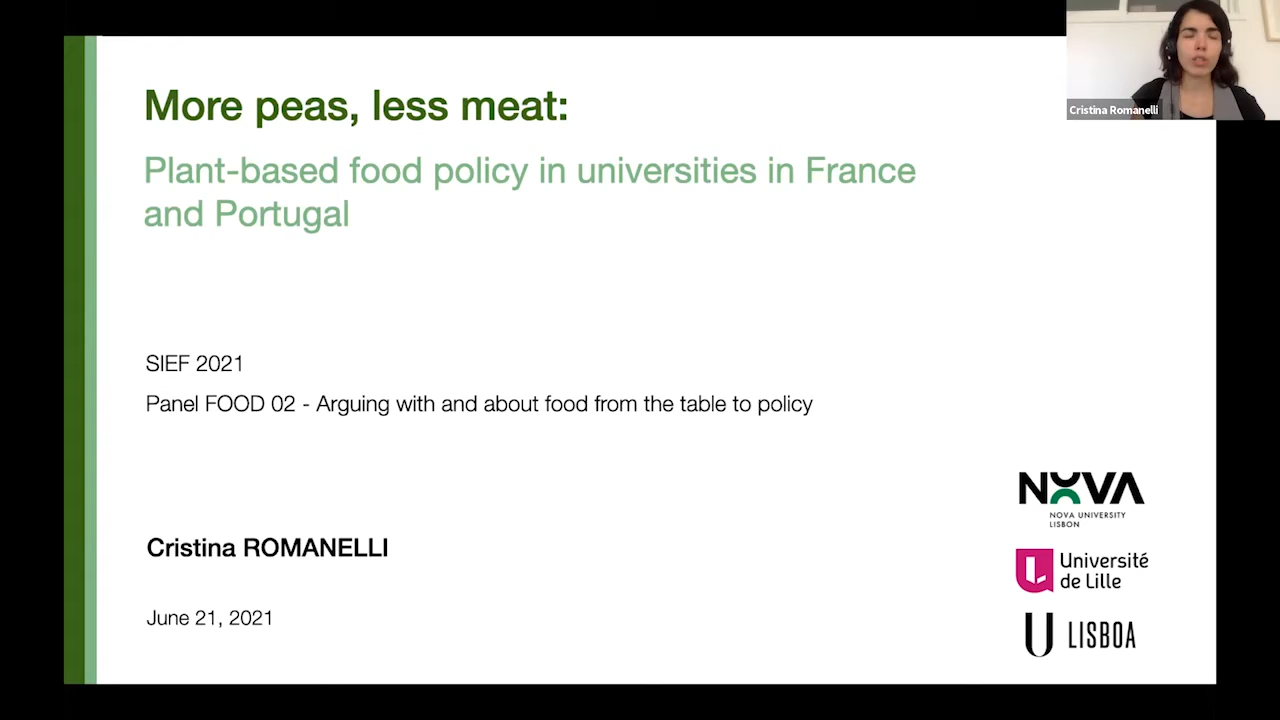 More peas, less meat:
Plant-based food policy in universities in France
and Portugal
SIEF 2021
Panel FOOD 02 - Arguing with and about food from the table to policy
Cristina ROMANELLI
June 21, 2021
NOVA
NOVA UNIVERSITY
LISBON
Université
de Lille
U LISBOA
Cristina Romanelli